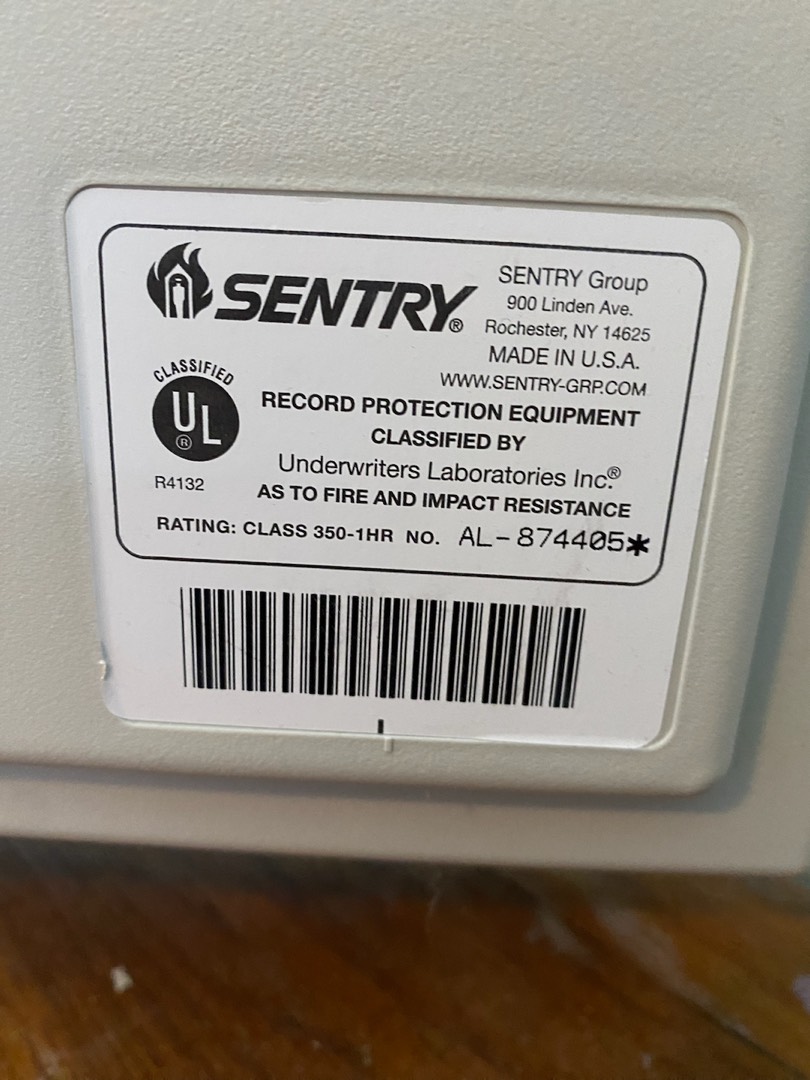 SENTRY®
SENTRY Group
900 Linden Ave.
Rochester, NY 14625
MADE IN U.S.A.
WWW.SENTRY-GRP.COM
CLASSIFIED
UL®
R4132
RECORD PROTECTION EQUIPMENT
CLASSIFIED BY
Underwriters Laboratories Inc.®
AS TO FIRE AND IMPACT RESISTANCE
RATING: CLASS 350-1HR NO. AL-874405*